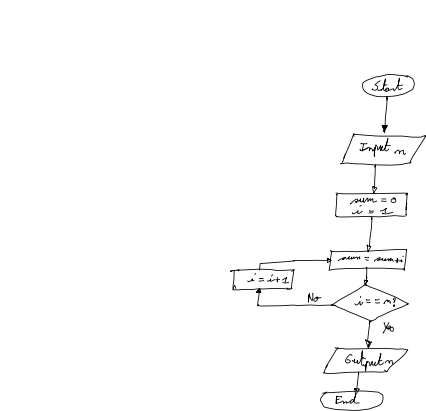 Start
Input n
sum = 0
i = 1
sum = sum+i
i = i+1
No
i == n?
Yes
Output n
End